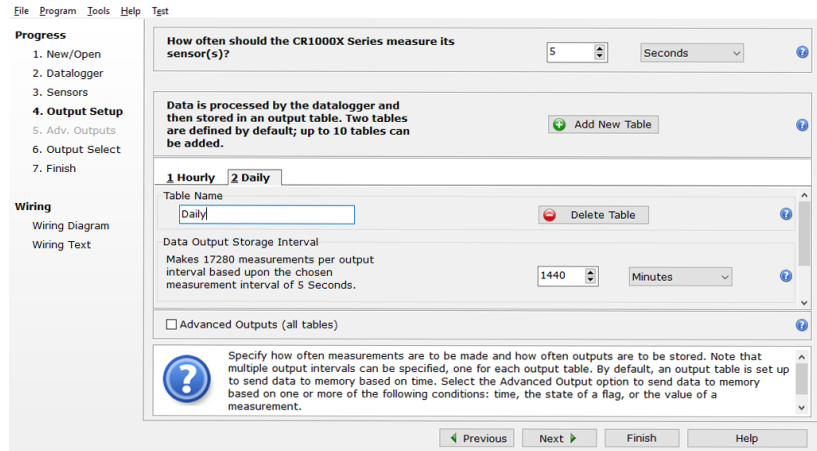 File Program Tools Help Test
Progress
1. New/Open
2. Datalogger
3. Sensors
4. Output Setup
5. Adv. Outputs
6. Output Select
7. Finish
Wiring
Wiring Diagram
Wiring Text
How often should the CR1000X Series measure its
sensor(s)?
5
Seconds
Data is processed by the datalogger and
then stored in an output table. Two tables
are defined by default; up to 10 tables can
be added.
Add New Table
1 Hourly 2 Daily
Table Name
Daily
Delete Table
Data Output Storage Interval
Makes 17280 measurements per output
interval based upon the chosen
measurement interval of 5 Seconds.
1440
Minutes
Advanced Outputs (all tables)
Specify how often measurements are to be made and how often outputs are to be stored. Note that
multiple output intervals can be specified, one for each output table. By default, an output table is set up
to send data to memory based on time. Select the Advanced Output option to send data to memory
based on one or more of the following conditions: time, the state of a flag, or the value of a
measurement.
Previous Next Finish Help